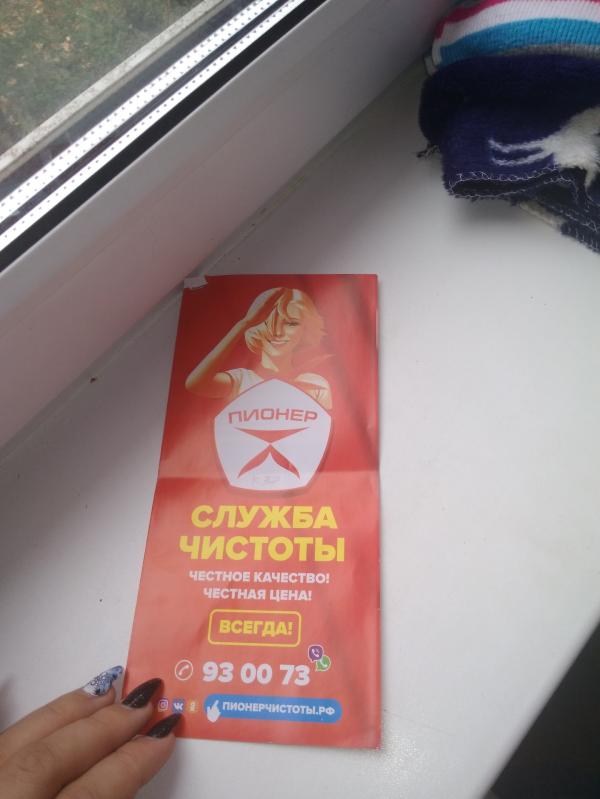 ПИОНЕР
СЛУЖБА
ЧИСТОТЫ
ЧЕСТНОЕ КАЧЕСТВО!
ЧЕСТНАЯ ЦЕНА!
ВСЕГДА!
93 00 73
ПИОНЕРЧИСТОТЫ.РФ